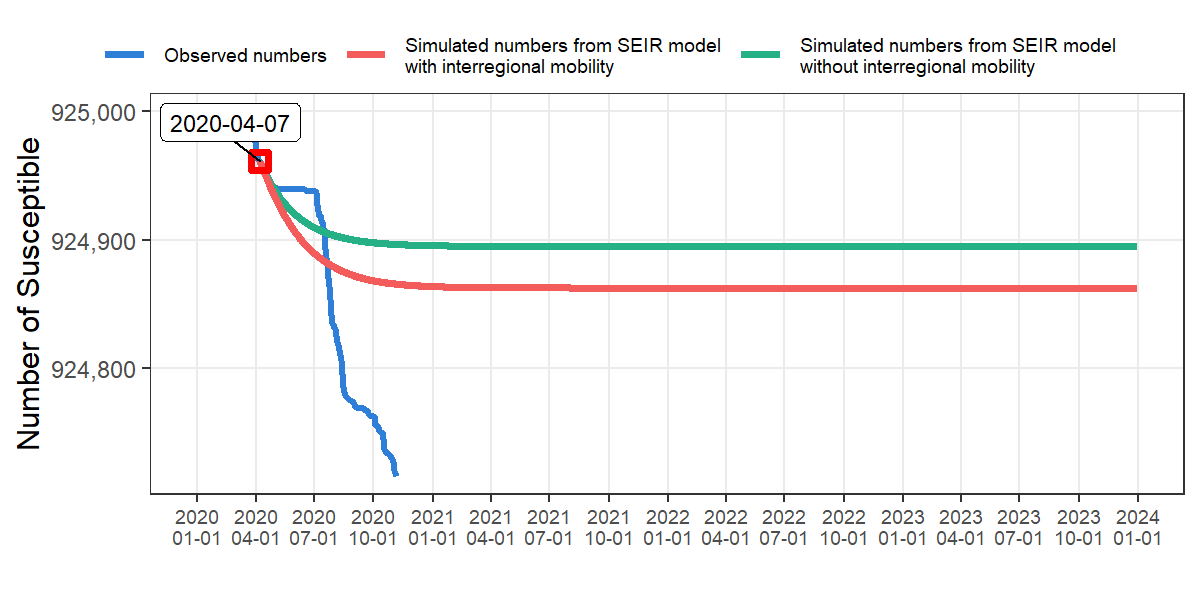 Observed numbers
Simulated numbers from SEIR model
with interregional mobility
Simulated numbers from SEIR model
without interregional mobility
Number of Susceptible
925,000
924,900
924,800
2020-04-07
2020 2020 2020 2020 2021 2021 2021 2021 2022 2022 2022 2022 2023 2023 2023 2023 2024
01-01 04-01 07-01 10-01 01-01 04-01 07-01 10-01 01-01 04-01 07-01 10-01 01-01 04-01 07-01 10-01 01-01